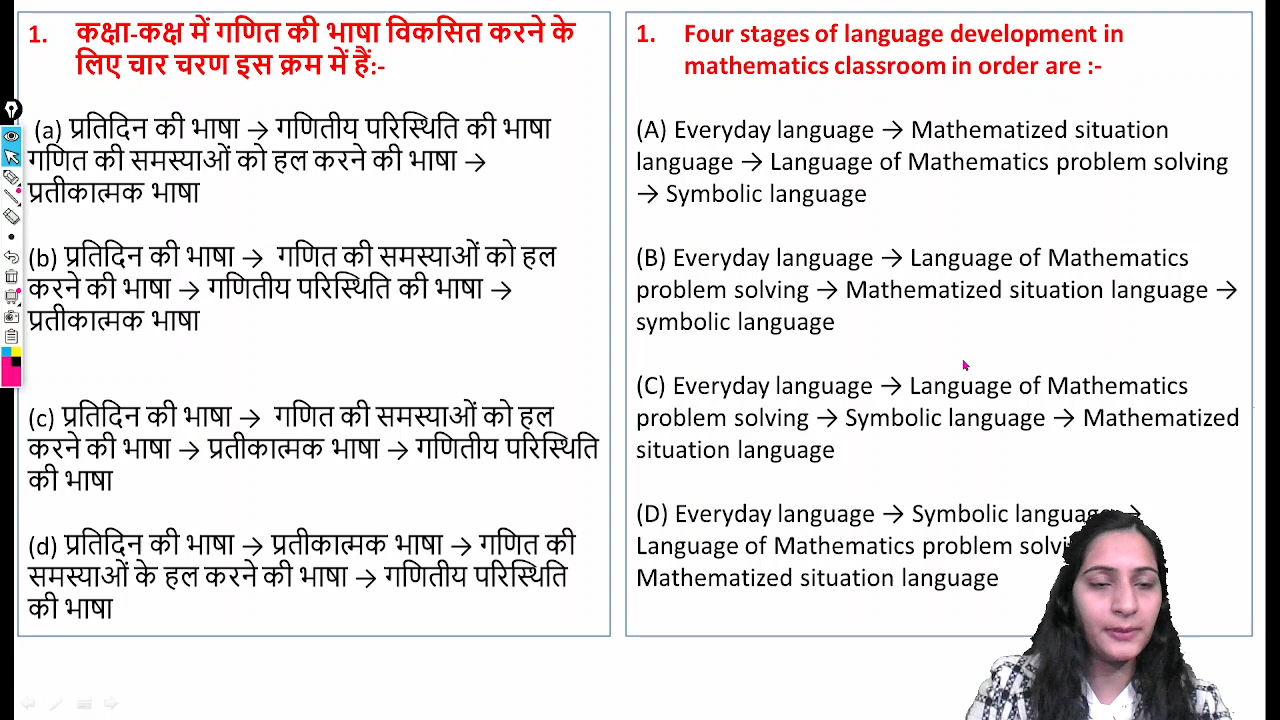 1. कक्षा-कक्ष में गणित की भाषा विकसित करने के
लिए चार चरण इस क्रम में हैं:-
(a) प्रतिदिन की भाषा → गणितीय परिस्थिति की भाषा
गणित की समस्याओं को हल करने की भाषा →
प्रतीकात्मक भाषा
(b) प्रतिदिन की भाषा → गणित की समस्याओं को हल
करने की भाषा → गणितीय परिस्थिति की भाषा →
प्रतीकात्मक भाषा
(c) प्रतिदिन की भाषा → गणित की समस्याओं को हल
करने की भाषा → प्रतीकात्मक भाषा → गणितीय परिस्थिति
की भाषा
(d) प्रतिदिन की भाषा → प्रतीकात्मक भाषा → गणित की
समस्याओं के हल करने की भाषा → गणितीय परिस्थिति
की भाषा
1. Four stages of language development in
mathematics classroom in order are :-
(A) Everyday language → Mathematized situation
language → Language of Mathematics problem solving
→ Symbolic language
(B) Everyday language → Language of Mathematics
problem solving → Mathematized situation language →
symbolic language
(C) Everyday language → Language of Mathematics
problem solving → Symbolic language → Mathematized
situation language
(D) Everyday language → Symbolic language →
Language of Mathematics problem
Mathematized situation language